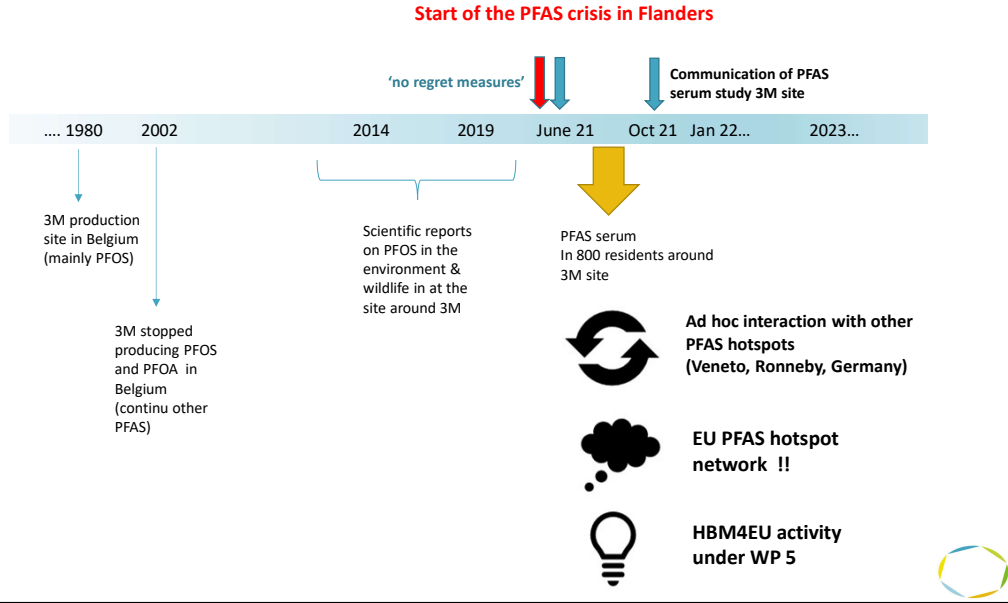 Start of the PFAS crisis in Flanders
'no regret measures'
Communication of PFAS
serum study 3M site
.... 1980 2002 2014 2019 June 21 Oct 21 Jan 22... 2023...
3M production
site in Belgium
(mainly PFOS)
3M stopped
producing PFOS
and PFOA in
Belgium
(continu other
PFAS)
Scientific reports
on PFOS in the
environment &
wildlife in at the
site around 3M
PFAS serum
In 800 residents around
3M site
Ad hoc interaction with other
PFAS hotspots
(Veneto, Ronneby, Germany)
EU PFAS hotspot
network !!
HBM4EU activity
under WP 5